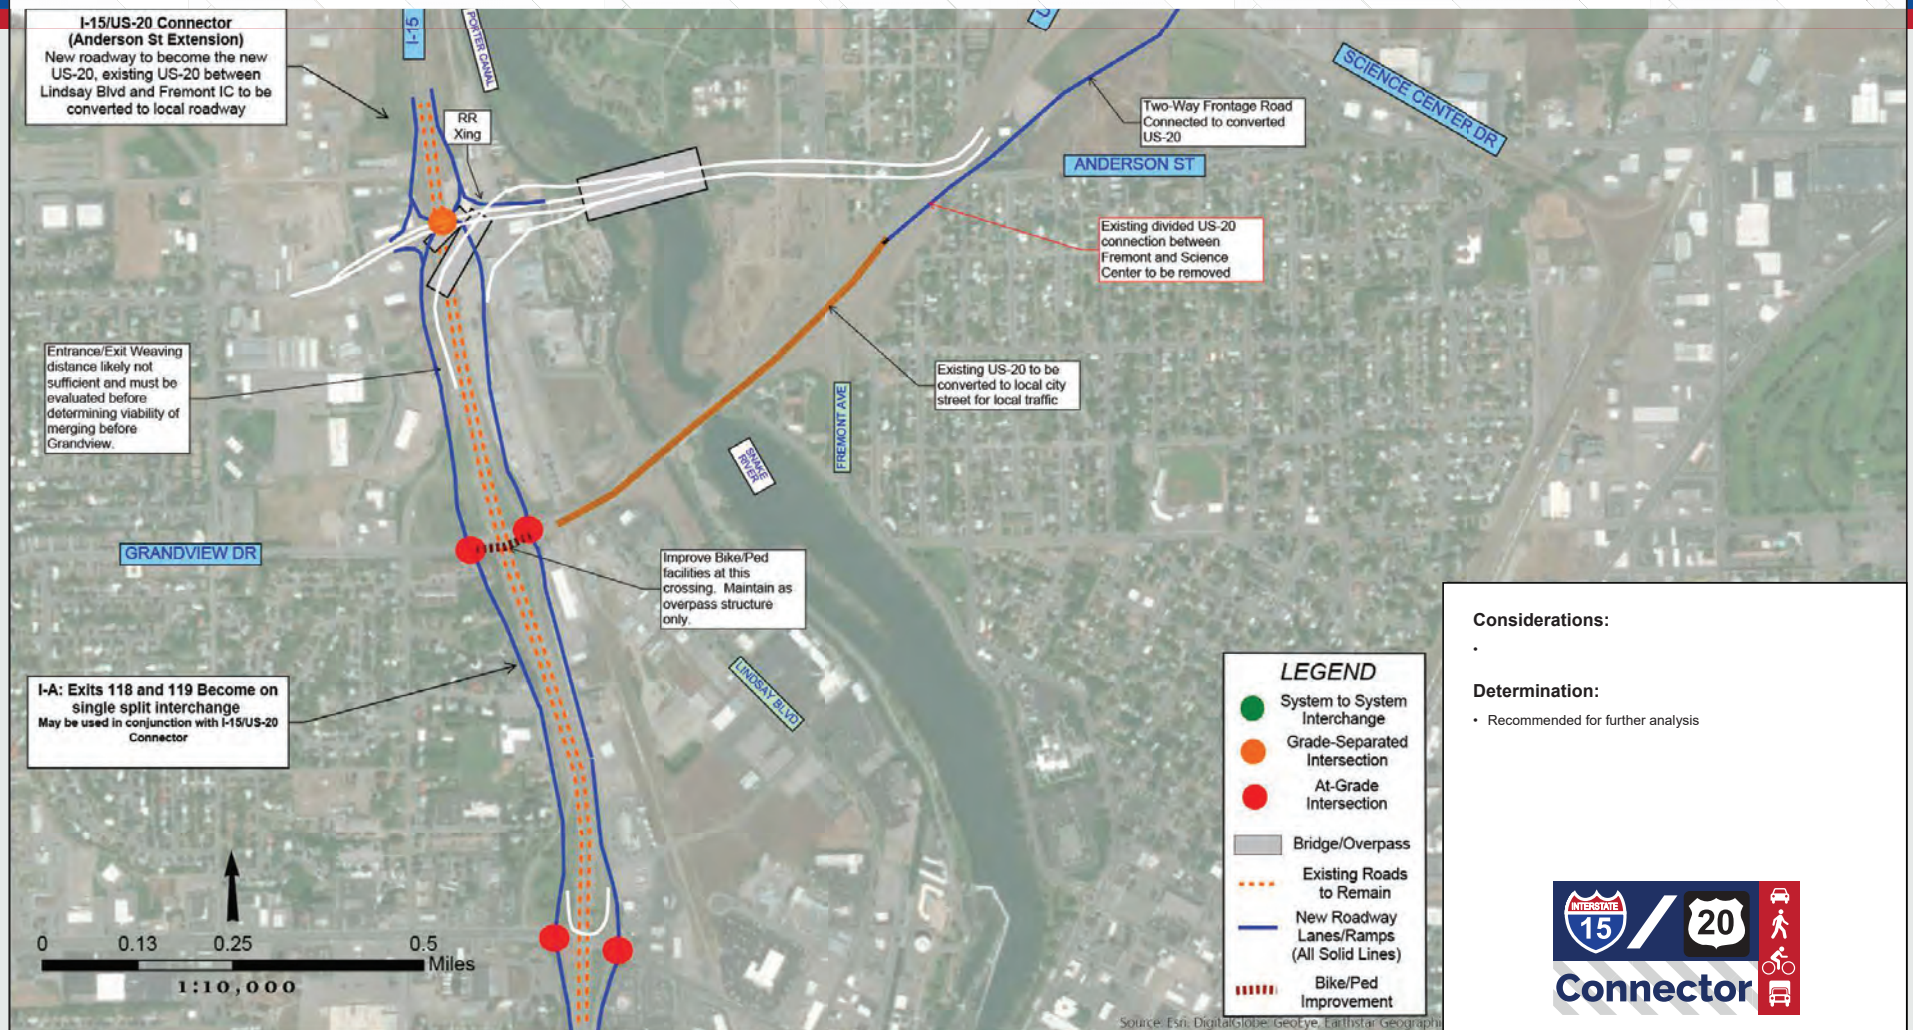 I-15/US-20 Connector
(Anderson St Extension)
New roadway to become the new
US-20, existing US-20 between
Lindsay Blvd and Fremont IC to be
converted to local roadway
I-15
PORTER CANAL
RR
Xing
Two-Way Frontage Road
Connected to converted
US-20
SCIENCE CENTER DR
ANDERSON ST
Existing divided US-20
connection between
Fremont and Science
Center to be removed
Entrance/Exit Weaving
distance likely not
sufficient and must be
evaluated before
determining viability of
merging before
Grandview.
Existing US-20 to be
converted to local city
street for local traffic
FREMONT AVE
SNAKE
RIVER
GRANDVIEW DR
Improve Bike/Ped
facilities at this
crossing. Maintain as
overpass structure
only.
LINDSAY BLVD
I-A: Exits 118 and 119 Become on
single split interchange
May be used in conjunction with I-15/US-20
Connector
0 0.13 0.25 0.5
Miles
1:10,000
LEGEND
System to System
Interchange
Grade-Separated
Intersection
At-Grade
Intersection
Bridge/Overpass
Existing Roads
to Remain
New Roadway
Lanes/Ramps
(All Solid Lines)
Bike/Ped
Improvement
Source: Esri, DigitalGlobe, GeoEye, Earthstar Geographi
Considerations:
•
Determination:
• Recommended for further analysis
INTERSTATE
15
20
Connector